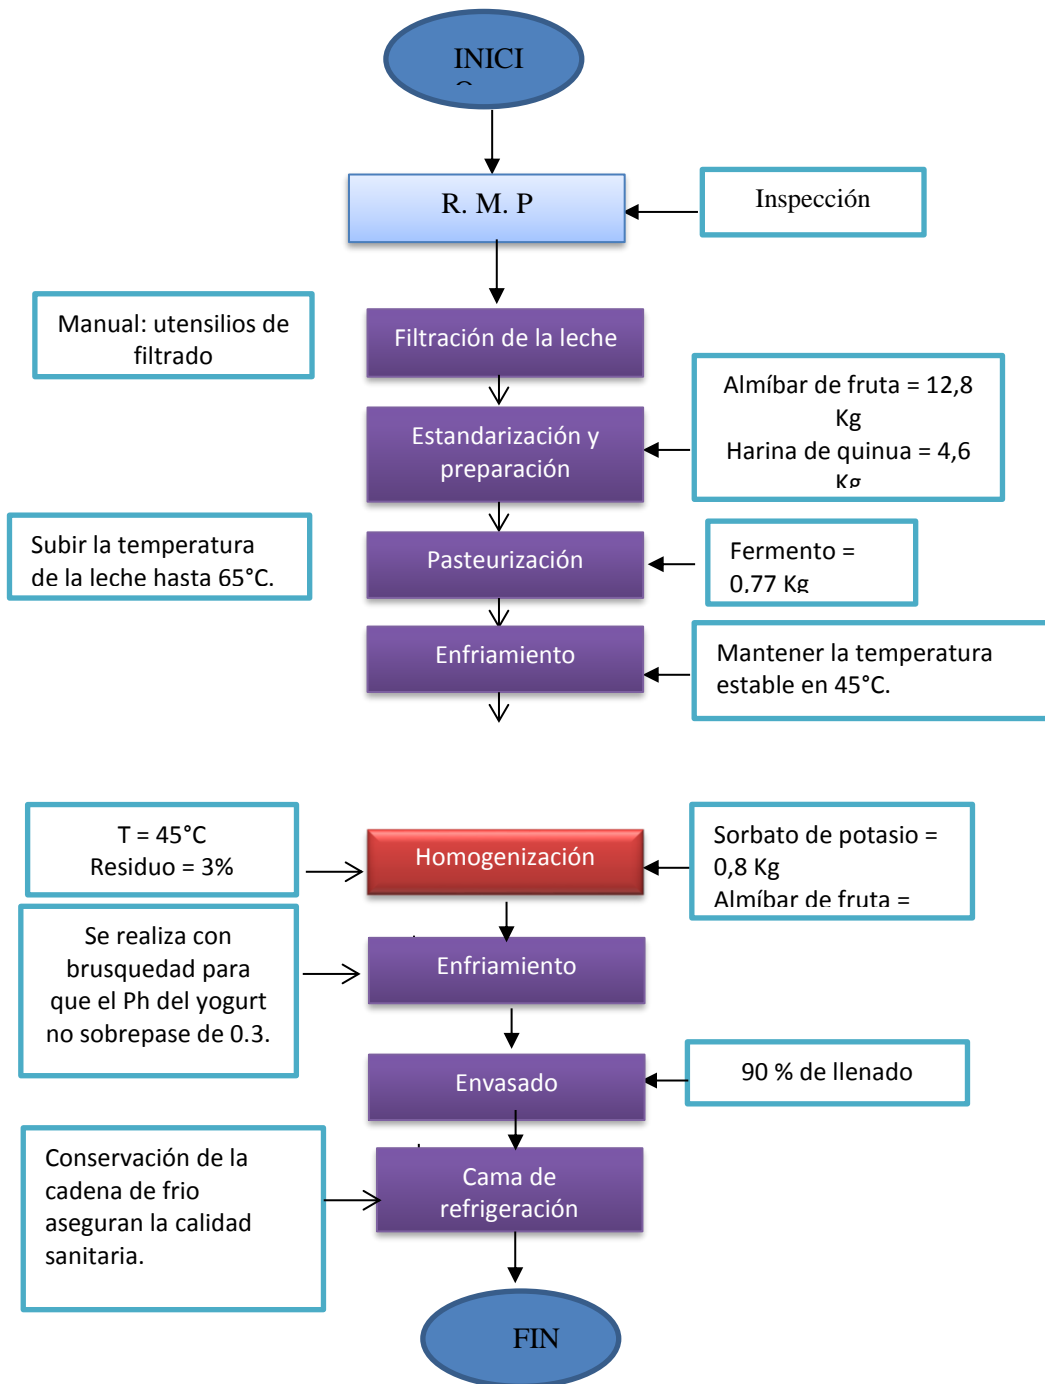 INICI
R. M. P
Inspección
Manual: utensilios de
filtrado
Filtración de la leche
Almíbar de fruta = 12,8
Kg
Harina de quinua = 4,6
Kg
Estandarización y
preparación
Subir la temperatura
de la leche hasta 65°C.
Pasteurización
Fermento =
0,77 Kg
Enfriamiento
Mantener la temperatura
estable en 45°C.
T = 45°C
Residuo = 3%
Homogenización
Sorbato de potasio =
0,8 Kg
Almíbar de fruta =
Se realiza con
brusquedad para
que el Ph del yogurt
no sobrepase de 0.3.
Enfriamiento
Envasado
90 % de llenado
Conservación de la
cadena de frio
aseguran la calidad
sanitaria.
Cama de
refrigeración
FIN